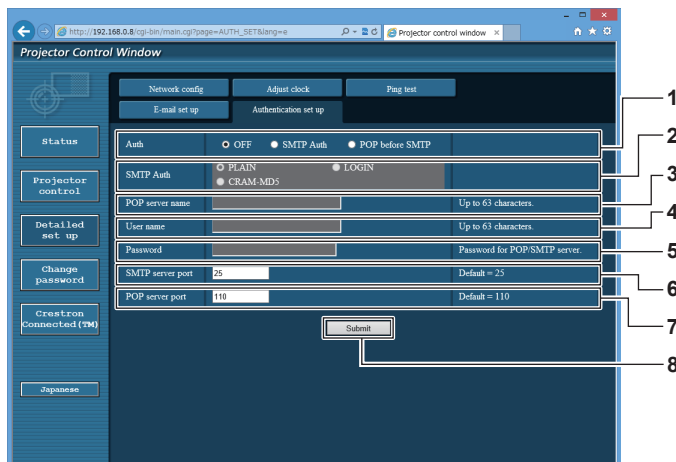 http://192.168.0.8/cgi-bin/main.cgi?page=AUTH_SET&lang=e
Projector control window
Projector Control Window
Network config Adjust clock Ping test
E-mail set up Authentication set up
1
Status
Auth OFF SMTP Auth POP before SMTP
2
Projector control
SMTP Auth PLAIN LOGIN
CRAM-MD5
3
POP server name Up to 63 characters.
4
Detailed set up
User name Up to 63 characters.
5
Password Password for POP/SMTP server.
6
Change password
SMTP server port 25 Default = 25
7
POP server port 110 Default = 110
Crestron Connected(TM)
Submit
8
Japanese